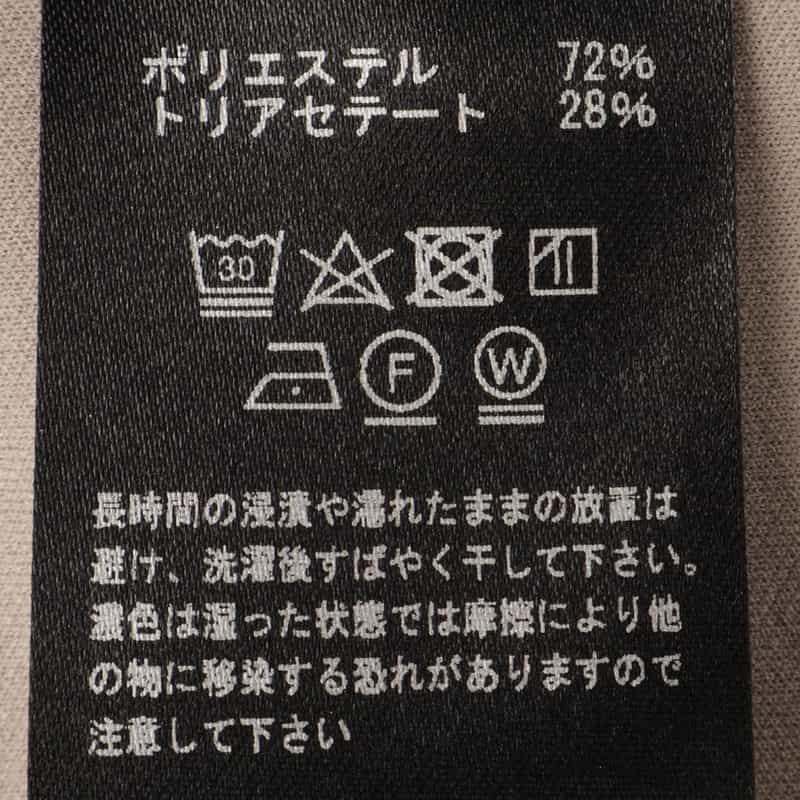 ポリエステル 72%
トリアセテート 28%
30
F W
長時間の浸漬や濡れたままの放置は
避け、洗濯後すばやく干して下さい。
濃色は湿った状態では摩擦により他
の物に移染する恐れがありますので
注意して下さい